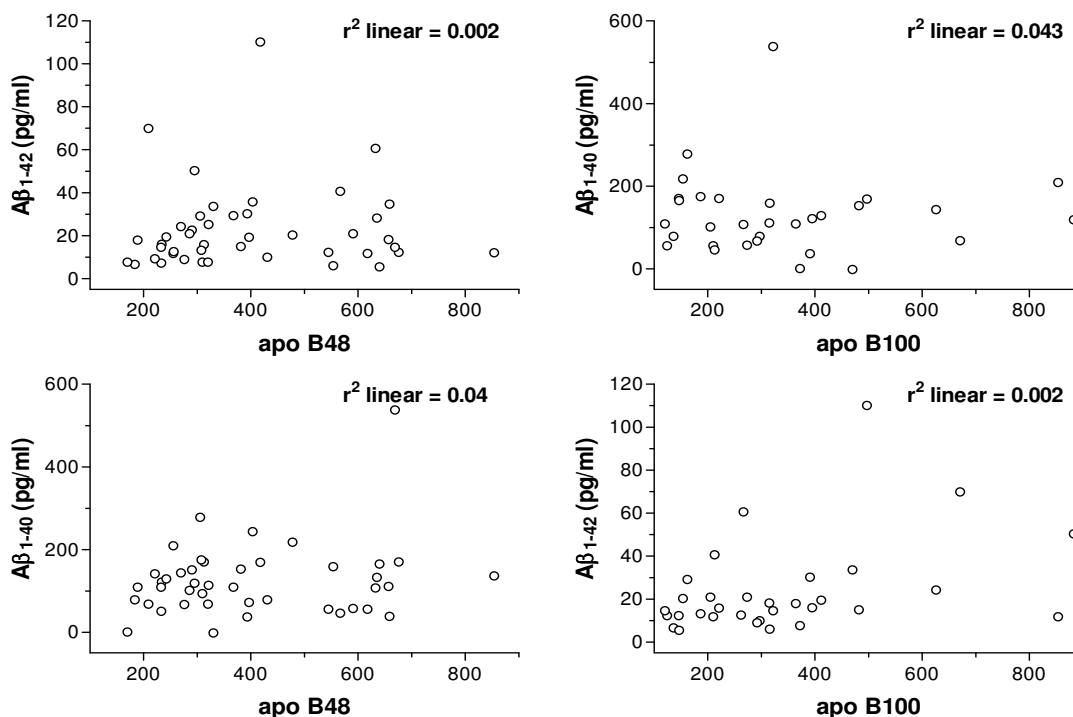 r² linear = 0.002
Aβ1-42 (pg/ml)
120
100
80
60
40
20
0
200 400 600 800
apo B48
r² linear = 0.043
Aβ1-40 (pg/ml)
600
400
200
0
200 400 600 800
apo B100
r² linear = 0.04
Aβ1-40 (pg/ml)
600
400
200
0
200 400 600 800
apo B48
r² linear = 0.002
Aβ1-42 (pg/ml)
120
100
80
60
40
20
0
200 400 600 800
apo B100